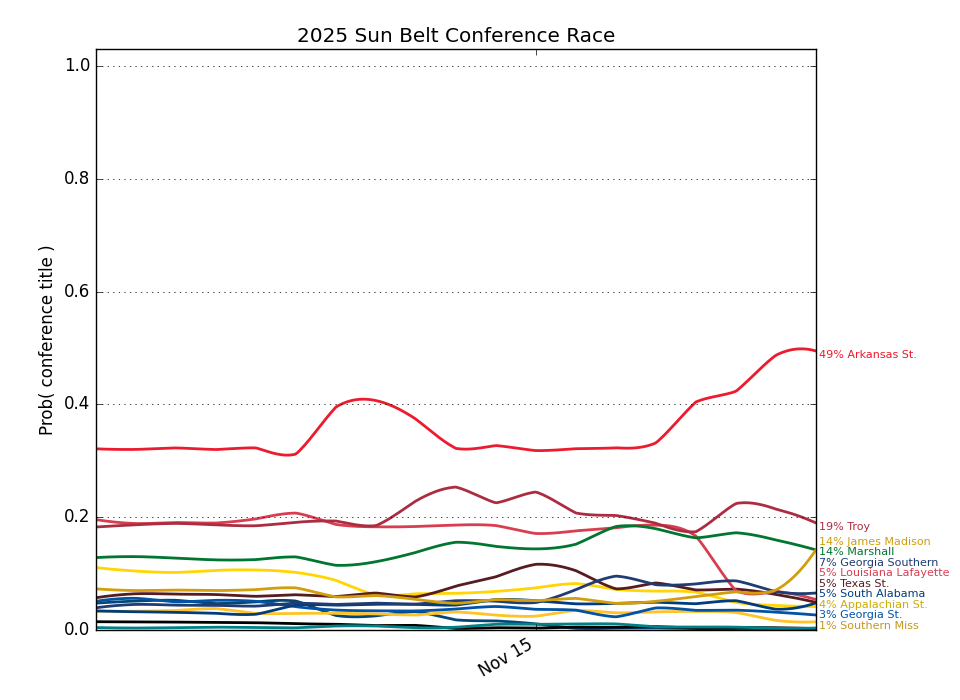 2025 Sun Belt Conference Race
Prob( conference title )
1.0
0.8
0.6
0.4
0.2
0.0
Nov 15
49% Arkansas St.
19% Troy
14% James Madison
14% Marshall
7% Georgia Southern
5% Louisiana Lafayette
5% Texas St.
5% South Alabama
4% Appalachian St.
3% Georgia St.
1% Southern Miss